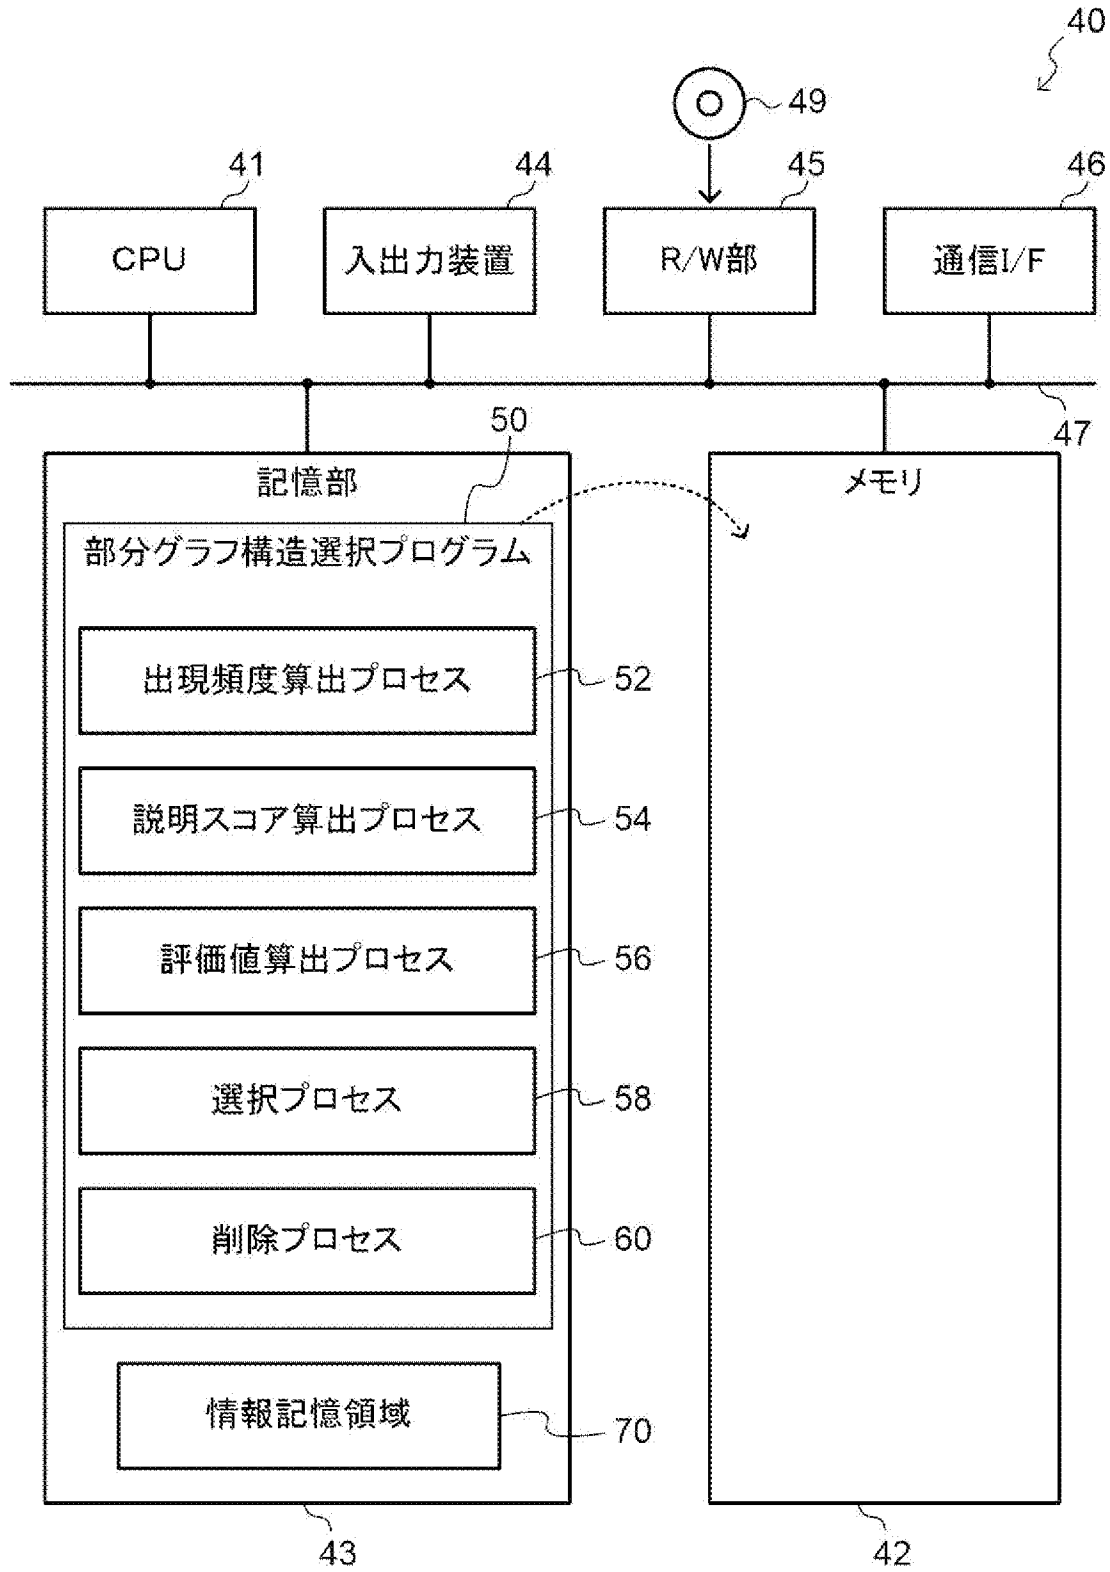 40
49
41
44
45
46
CPU
入出力装置
R/W部
通信I/F
47
50
記憶部
メモリ
部分グラフ構造選択プログラム
出現頻度算出プロセス
52
説明スコア算出プロセス
54
評価値算出プロセス
56
選択プロセス
58
削除プロセス
60
情報記憶領域
70
43
42